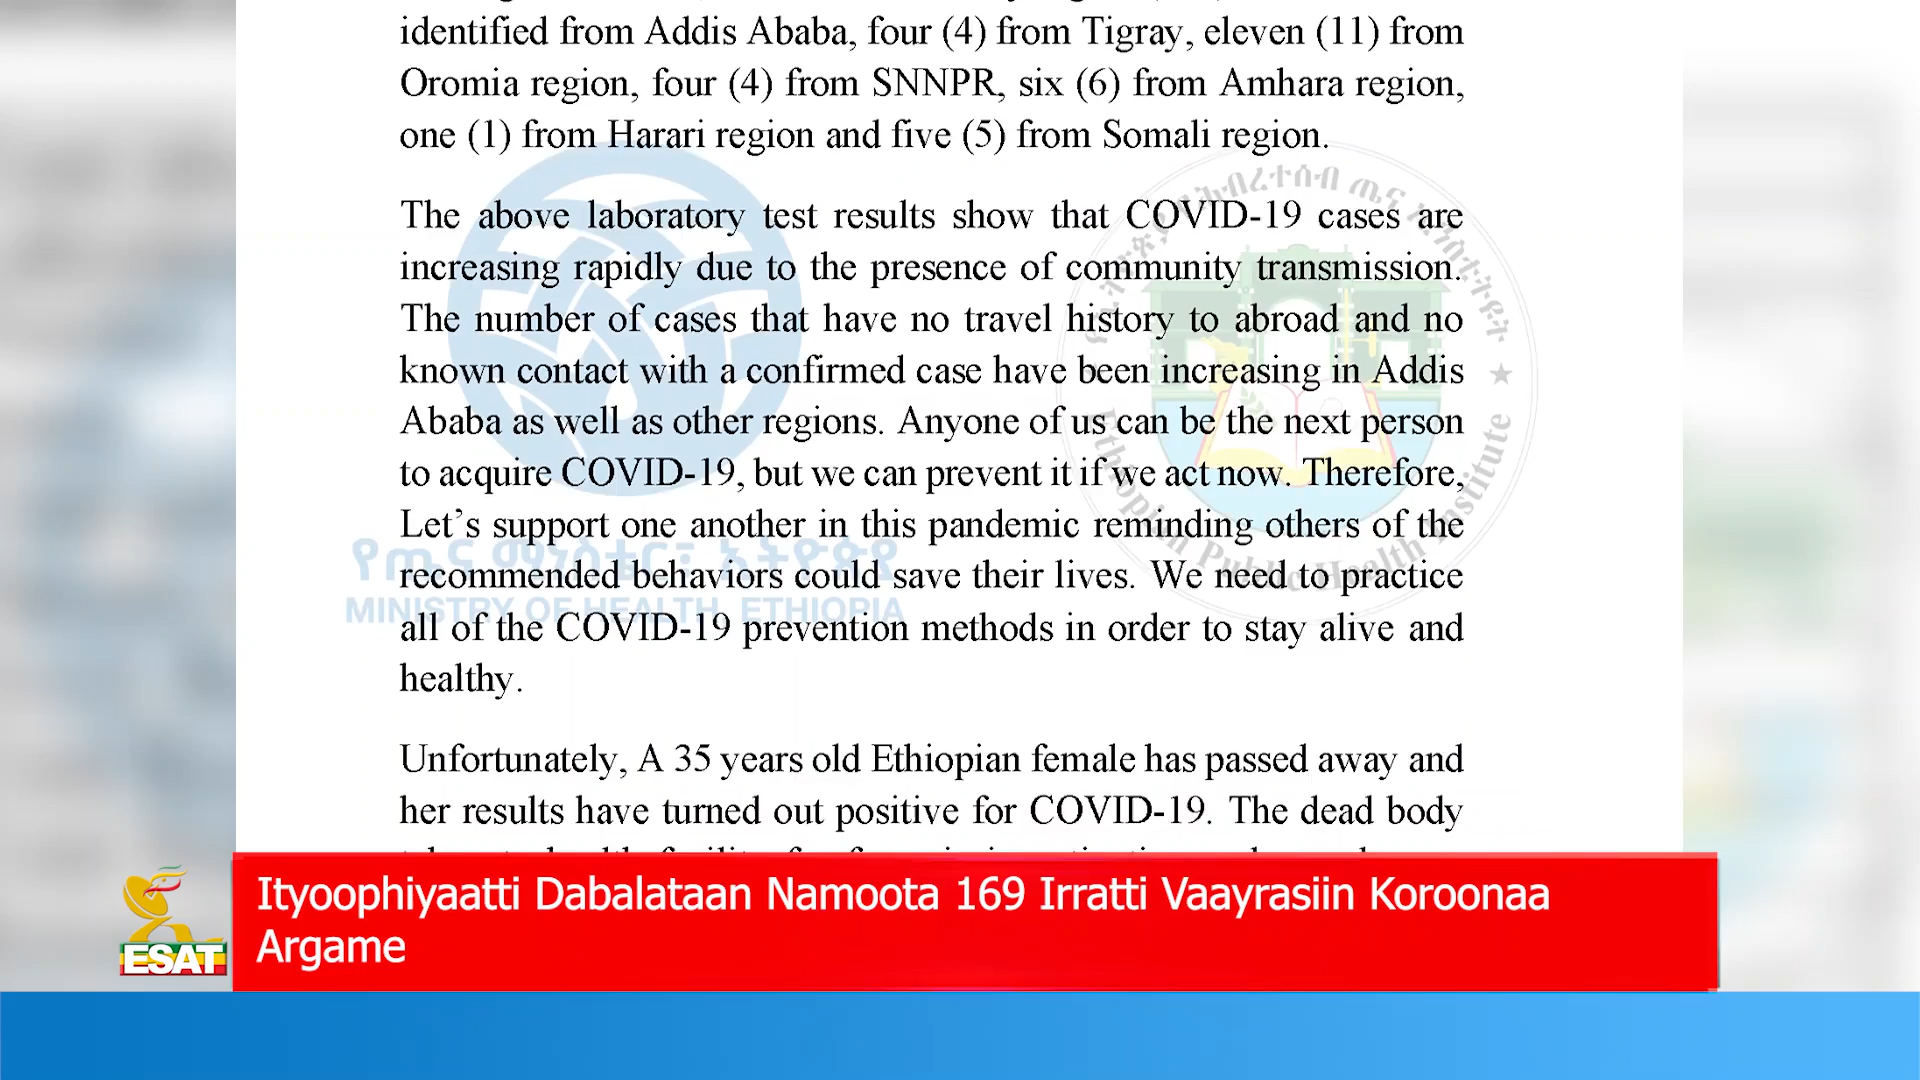 identified from Addis Ababa, four (4) from Tigray, eleven (11) from
Oromia region, four (4) from SNNPR, six (6) from Amhara region,
one (1) from Harari region and five (5) from Somali region.
The above laboratory test results show that COVID-19 cases are
increasing rapidly due to the presence of community transmission.
The number of cases that have no travel history to abroad and no
known contact with a confirmed case have been increasing in Addis
Ababa as well as other regions. Anyone of us can be the next person
to acquire COVID-19, but we can prevent it if we act now. Therefore,
Let’s support one another in this pandemic reminding others of the
recommended behaviors could save their lives. We need to practice
all of the COVID-19 prevention methods in order to stay alive and
healthy.
Unfortunately, A 35 years old Ethiopian female has passed away and
her results have turned out positive for COVID-19. The dead body
MINISTRY OF HEALTH, ETHIOPIA
Ethiopian Public Health Institute
Ityoophiyaatti Dabalataan Namoota 169 Irratti Vaayrasiin Koroonaa
Argame
ESAT